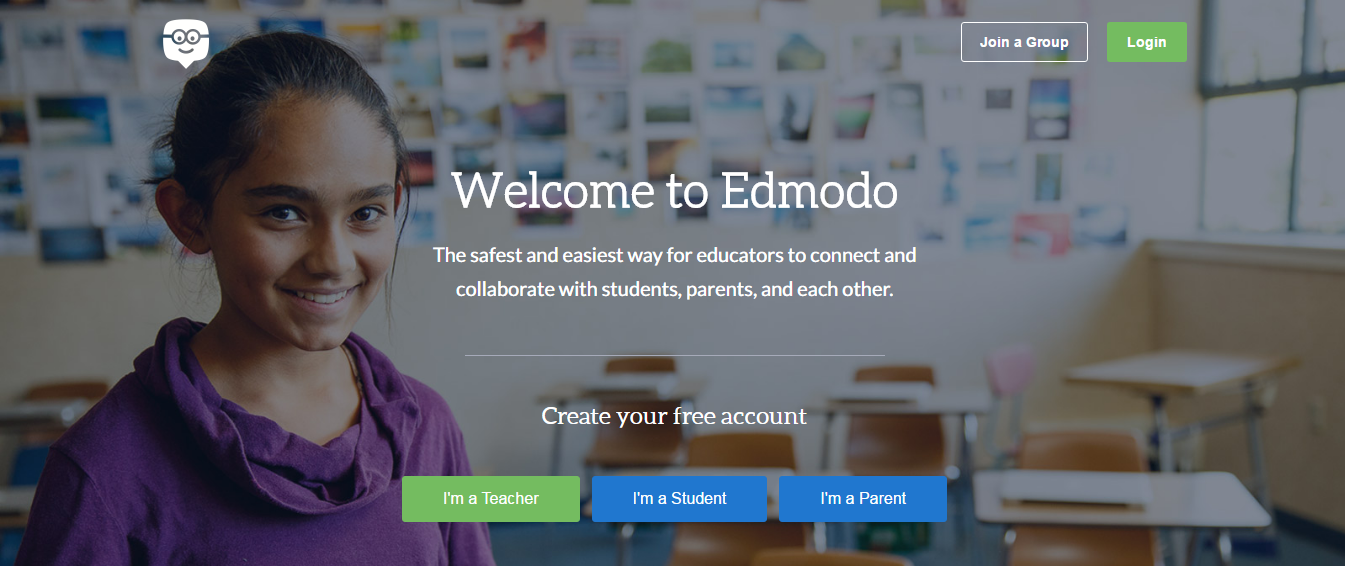 Join a Group
Login
Welcome to Edmodo
The safest and easiest way for educators to connect and
collaborate with students, parents, and each other.
Create your free account
I'm a Teacher
I'm a Student
I'm a Parent